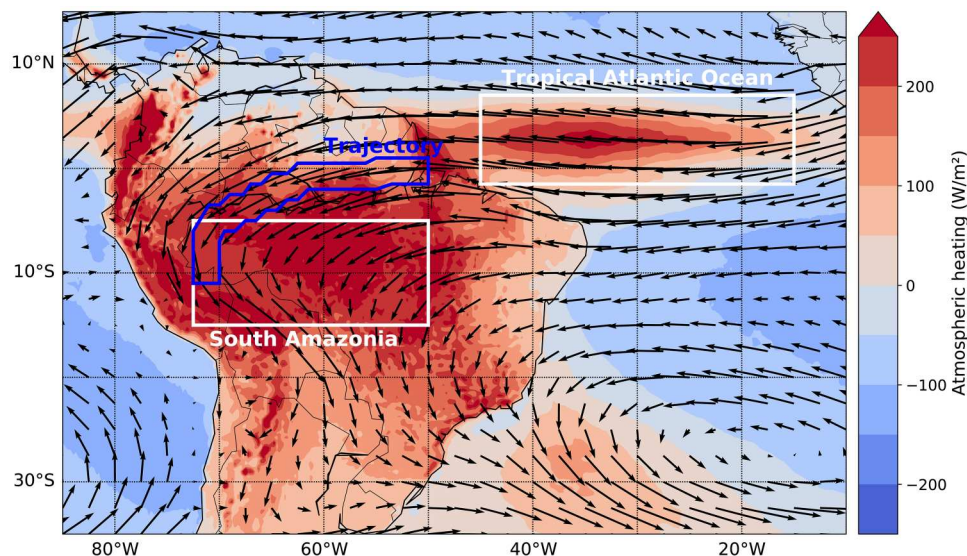 10°N
10°S
30°S
80°W
60°W
40°W
20°W
Tropical Atlantic Ocean
Trajectory
South Amazonia
200
100
0
−100
−200
Atmospheric heating (W/m²)